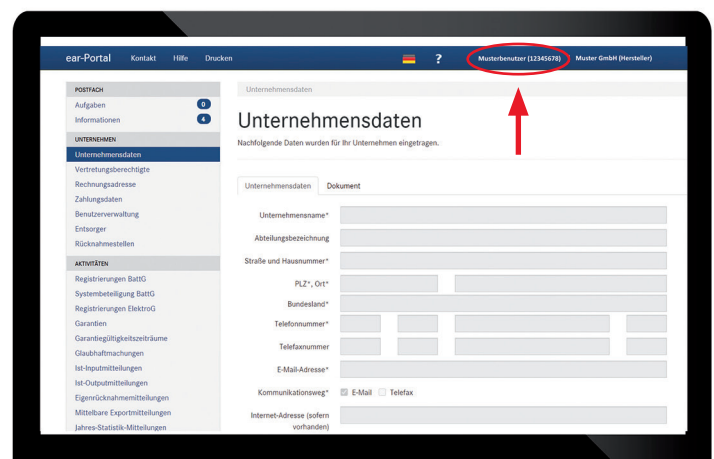 ear-Portal Kontakt Hilfe Drucken ? Musterbenutzer (12345678) Muster GmbH (Hersteller)
POSTFACH
Aufgaben 0
Informationen 4
UNTERNEHMEN
Unternehmensdaten
Vertretungsberechtigte
Rechnungsadresse
Zahlungsdaten
Benutzerverwaltung
Entsorger
Rücknahmestellen
AKTIVITÄTEN
Registrierungen BattG
Systembeteiligung BattG
Registrierungen ElektroG
Garantien
Garantiegültigkeitszeiträume
Glaubhaftmachungen
Ist-Inputmitteilungen
Ist-Outputmitteilungen
Eigenrücknahmemitteilungen
Mittelbare Exportmitteilungen
Jahres-Statistik-Mitteilungen
Unternehmensdaten
Unternehmensdaten
Nachfolgende Daten wurden für Ihr Unternehmen eingetragen.
Unternehmensdaten Dokument
Unternehmensname*
Abteilungsbezeichnung
Straße und Hausnummer*
PLZ*, Ort*
Bundesland*
Telefonnummer*
Telefaxnummer
E-Mail-Adresse*
Kommunikationsweg* E-Mail Telefax
Internet-Adresse (sofern
vorhanden)